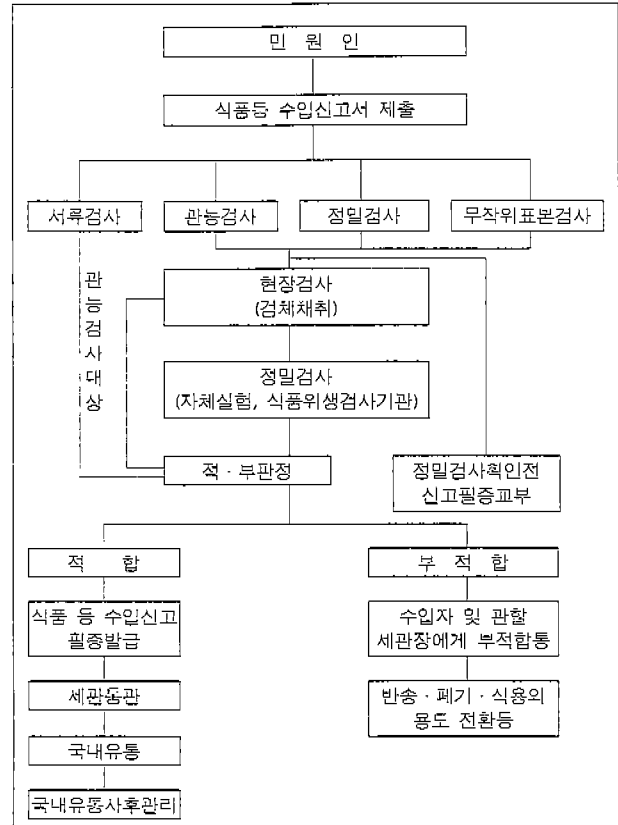 민 원 인
식품등 수입신고서 제출
서류검사
관능검사
정밀검사
무작위표본검사
관능검사대상
현장검사
(검체채취)
정밀검사
(자체실험, 식품위생검사기관)
적 · 부판정
정밀검사확인전
신고필증교부
적 합
부 적 합
식품 등 수입신고
필증발급
수입자 및 관할
세관장에게 부적합통
세관통관
반송 · 폐기 · 식용외
용도 전환등
국내유통
국내유통사후관리